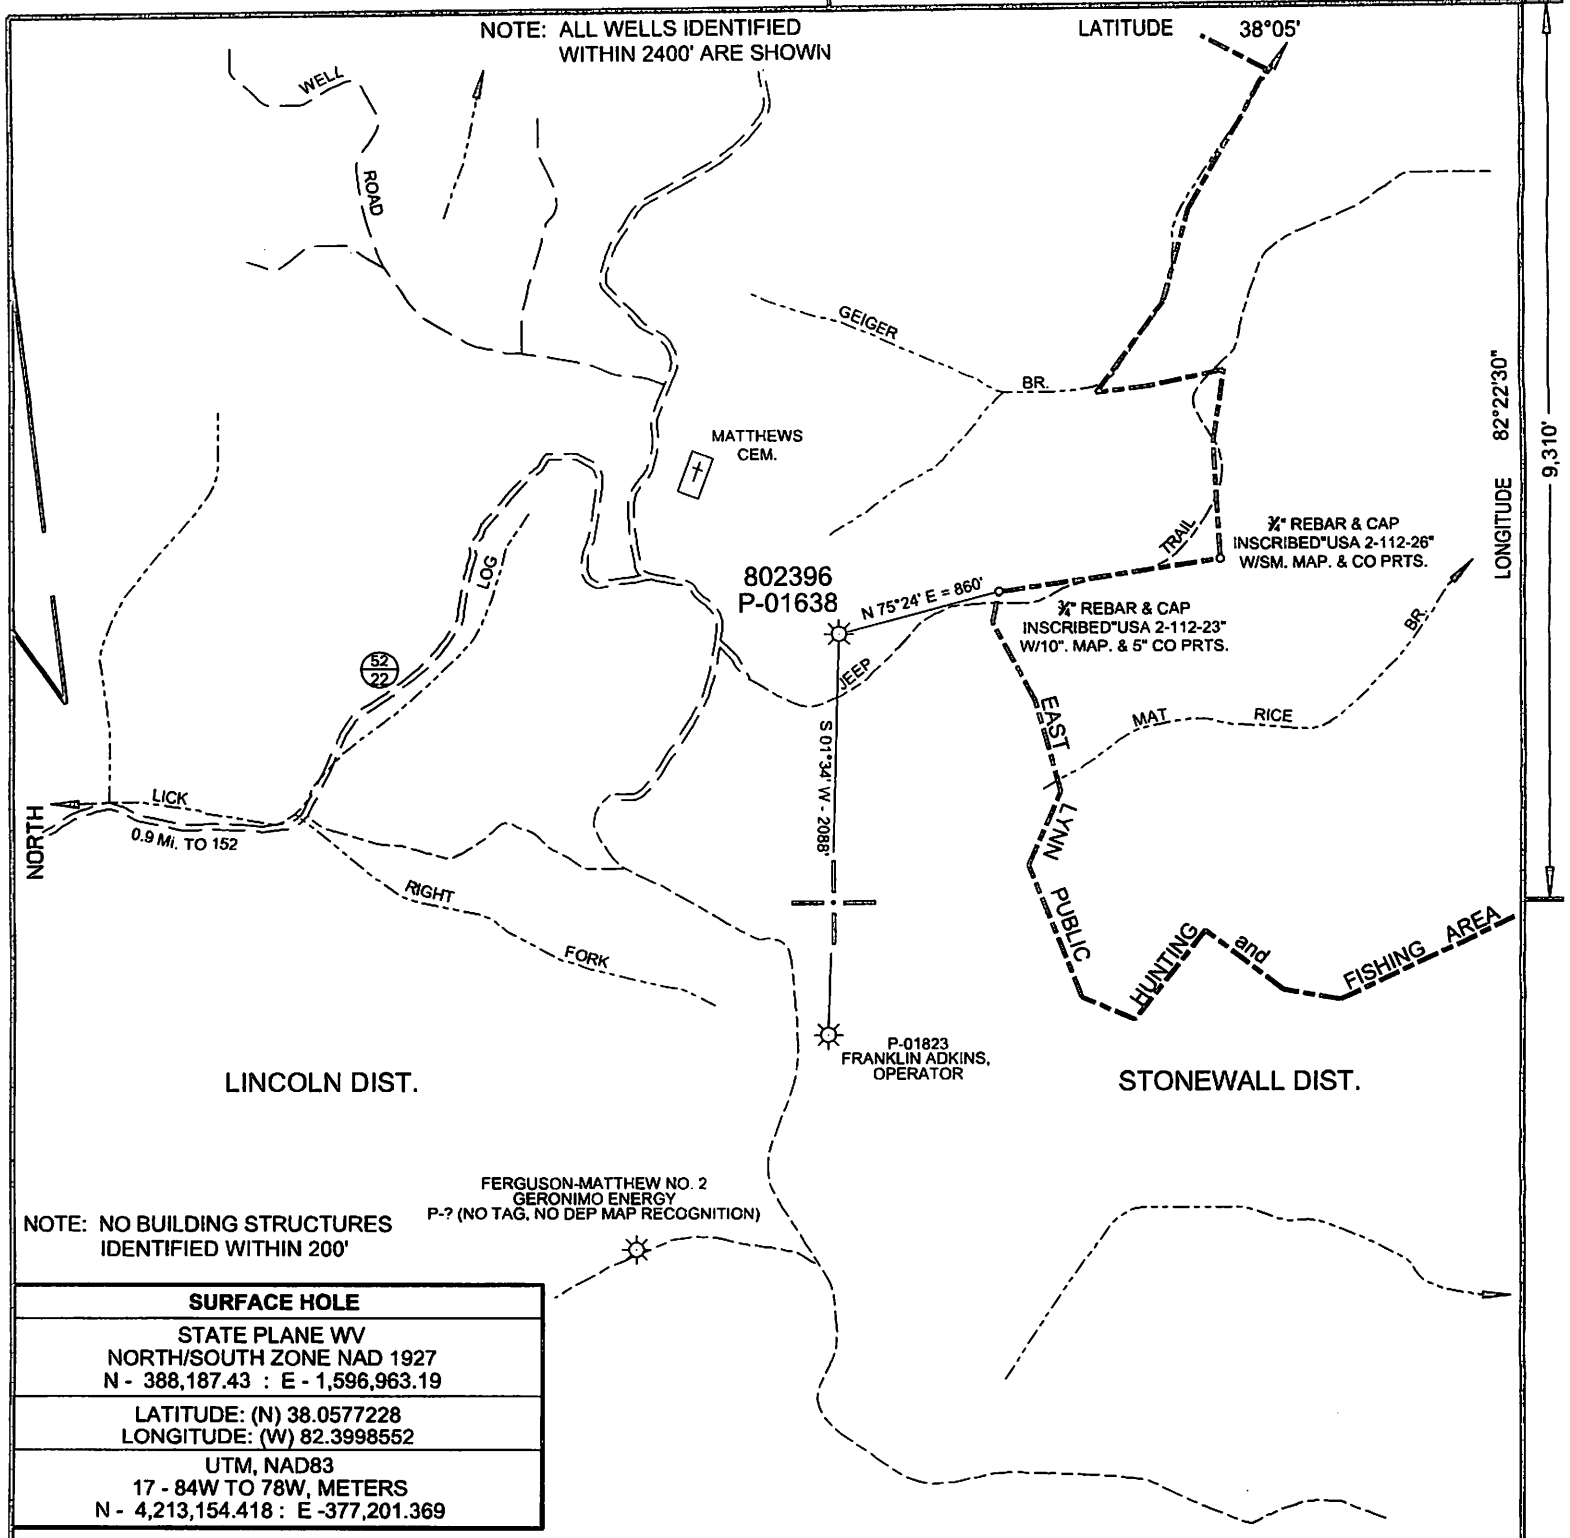 NOTE: ALL WELLS IDENTIFIED
WITHIN 2400' ARE SHOWN
LATITUDE 38°05'
WELL
ROAD
GEIGER
BR.
LONGITUDE 82°22'30"
9,310'
MATTHEWS
CEM.
LOG
TRAIL
¾" REBAR & CAP
INSCRIBED"USA 2-112-26"
W/SM. MAP. & CO PRTS.
802396
P-01638
N 75°24' E = 860'
¾" REBAR & CAP
INSCRIBED"USA 2-112-23"
W/10". MAP. & 5" CO PRTS.
BR.
52
22
JEEP
EAST
MAT
RICE
S 01°34' W - 2088'
LICK
0.9 Mi. TO 152
NORTH
LYNN
RIGHT
PUBLIC
FORK
HUNTING
and
FISHING AREA
P-01823
FRANKLIN ADKINS,
OPERATOR
LINCOLN DIST.
STONEWALL DIST.
FERGUSON-MATTHEW NO. 2
GERONIMO ENERGY
P-? (NO TAG, NO DEP MAP RECOGNITION)
NOTE: NO BUILDING STRUCTURES
IDENTIFIED WITHIN 200'
SURFACE HOLE
STATE PLANE WV
NORTH/SOUTH ZONE NAD 1927
N - 388,187.43 : E - 1,596,963.19
LATITUDE: (N) 38.0577228
LONGITUDE: (W) 82.3998552
UTM, NAD83
17 - 84W TO 78W, METERS
N - 4,213,154.418 : E -377,201.369